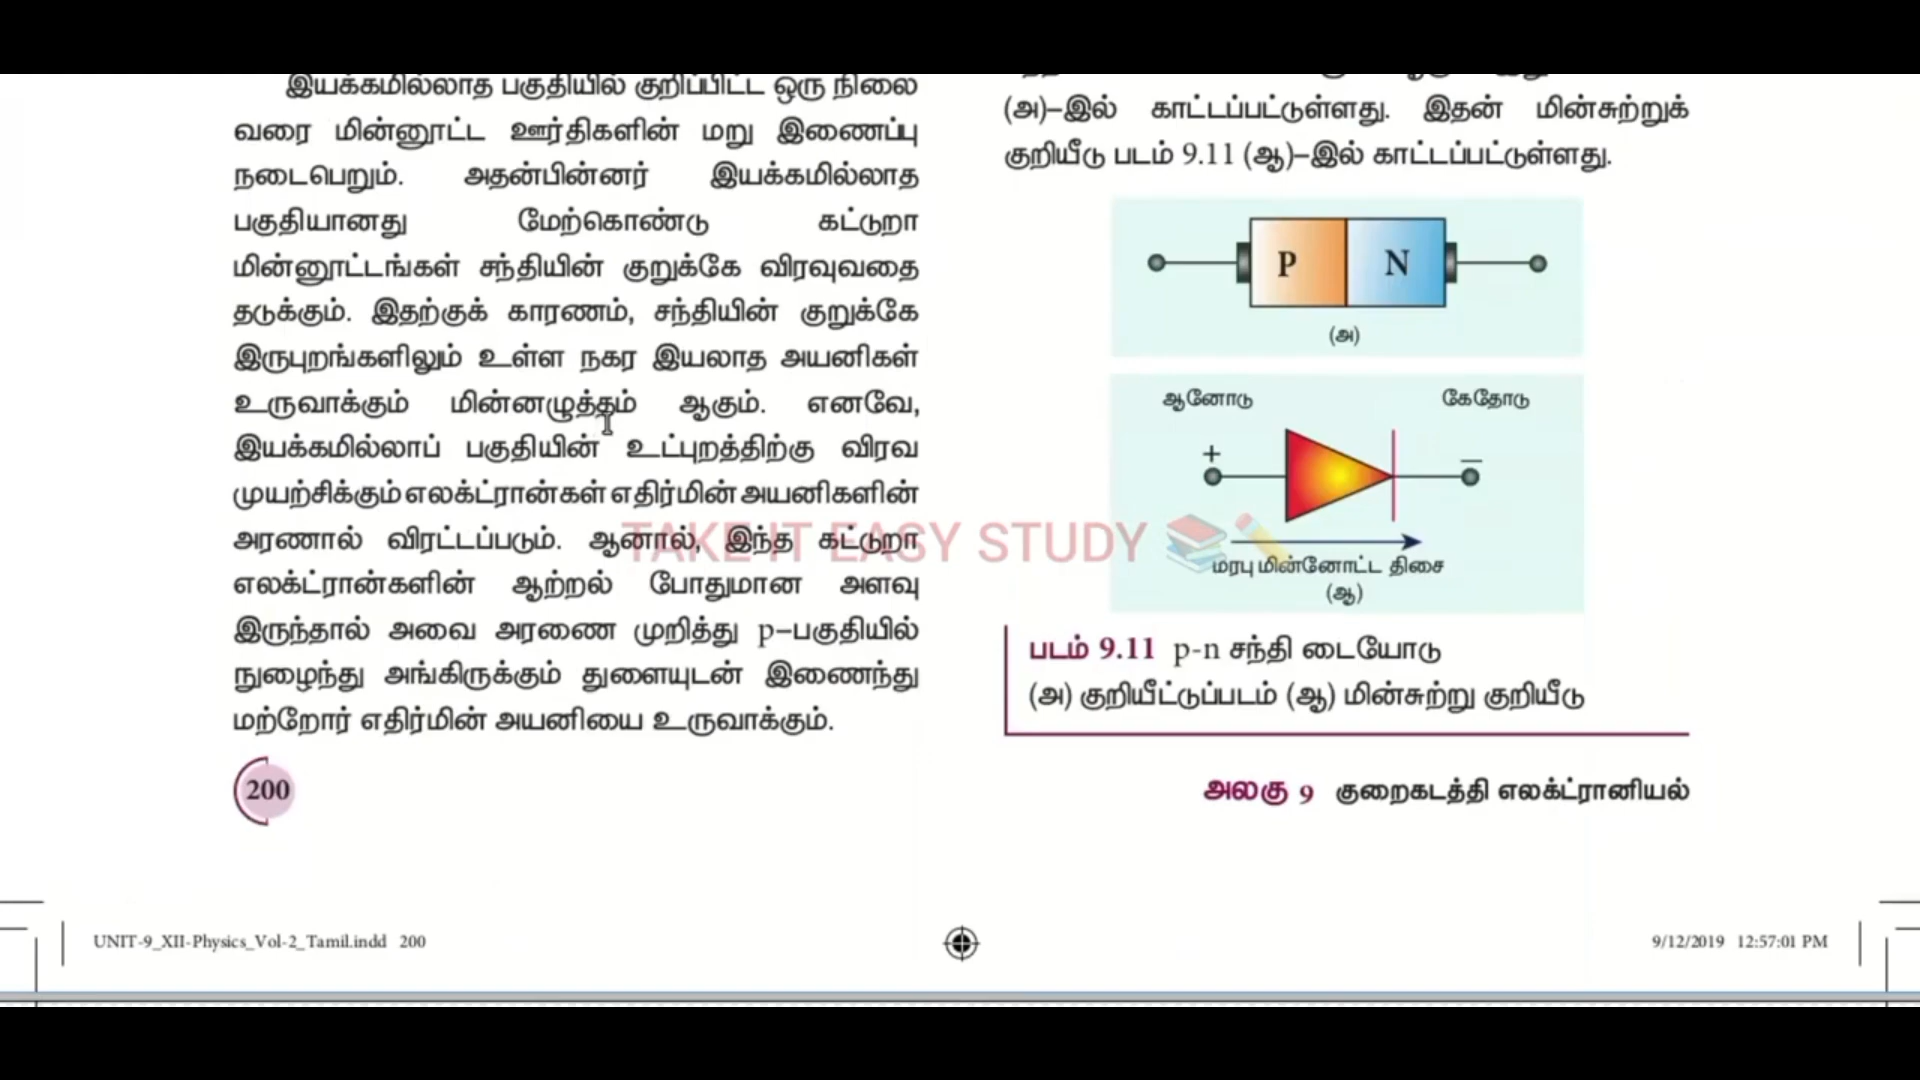 இயக்கமில்லாத பகுதியில் குறிப்பிட்ட ஒரு நிலை
வரை மின்னூட்ட ஊர்திகளின் மறு இணைப்பு
நடைபெறும். அதன்பின்னர் இயக்கமில்லாத
பகுதியானது மேற்கொண்டு கட்டுறா
மின்னூட்டங்கள் சந்தியின் குறுக்கே விரவுவதை
தடுக்கும். இதற்குக் காரணம், சந்தியின் குறுக்கே
இருபுறங்களிலும் உள்ள நகர இயலாத அயனிகள்
உருவாக்கும் மின்னழுத்தம் ஆகும். எனவே,
இயக்கமில்லாப் பகுதியின் உட்புறத்திற்கு விரவ
முயற்சிக்கும் எலக்ட்ரான்கள் எதிர்மின் அயனிகளின்
அரணால் விரட்டப்படும். ஆனால், இந்த கட்டுறா
எலக்ட்ரான்களின் ஆற்றல் போதுமான அளவு
இருந்தால் அவை அரணை முறித்து p–பகுதியில்
நுழைந்து அங்கிருக்கும் துளையுடன் இணைந்து
மற்றோர் எதிர்மின் அயனியை உருவாக்கும்.
200
(அ)–இல் காட்டப்பட்டுள்ளது. இதன் மின்சுற்றுக்
குறியீடு படம் 9.11 (ஆ)–இல் காட்டப்பட்டுள்ளது.
P N
(அ)
ஆனோடு கேதோடு
+ –
மரபு மின்னோட்ட திசை
(ஆ)
TAKE IT EASY STUDY
படம் 9.11 p-n சந்தி டையோடு
(அ) குறியீட்டுப்படம் (ஆ) மின்சுற்று குறியீடு
அலகு 9 குறைகடத்தி எலக்ட்ரானியல்
UNIT-9_XII-Physics_Vol-2_Tamil.indd 200
9/12/2019 12:57:01 PM